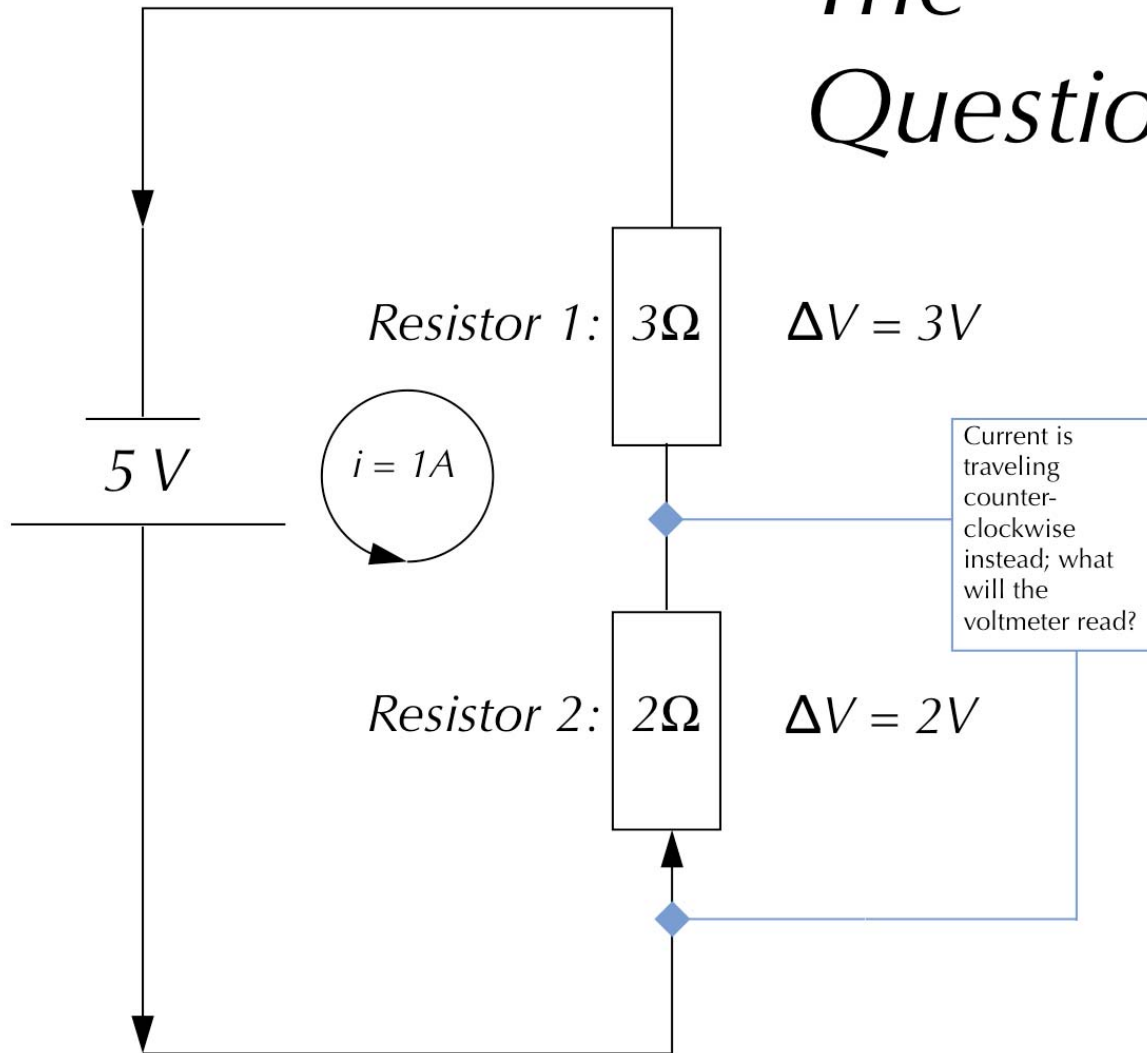 Questio
Resistor 1: 3Ω ΔV = 3V
5 V
i = 1A
Current is
traveling
counter-
clockwise
instead; what
will the
voltmeter read?
Resistor 2: 2Ω ΔV = 2V